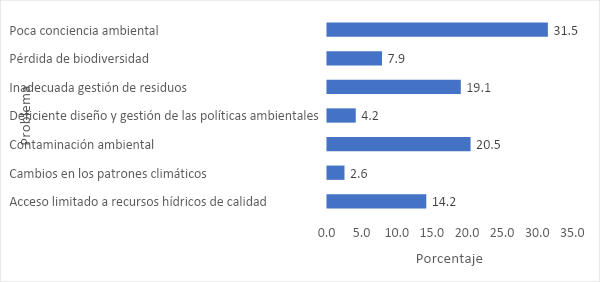 Poca conciencia ambiental 31.5
Pérdida de biodiversidad 7.9
Inadecuada gestión de residuos 19.1
Deficiente diseño y gestión de las políticas ambientales 4.2
Contaminación ambiental 20.5
Cambios en los patrones climáticos 2.6
Acceso limitado a recursos hídricos de calidad 14.2
Problema
0.0 5.0 10.0 15.0 20.0 25.0 30.0 35.0
Porcentaje